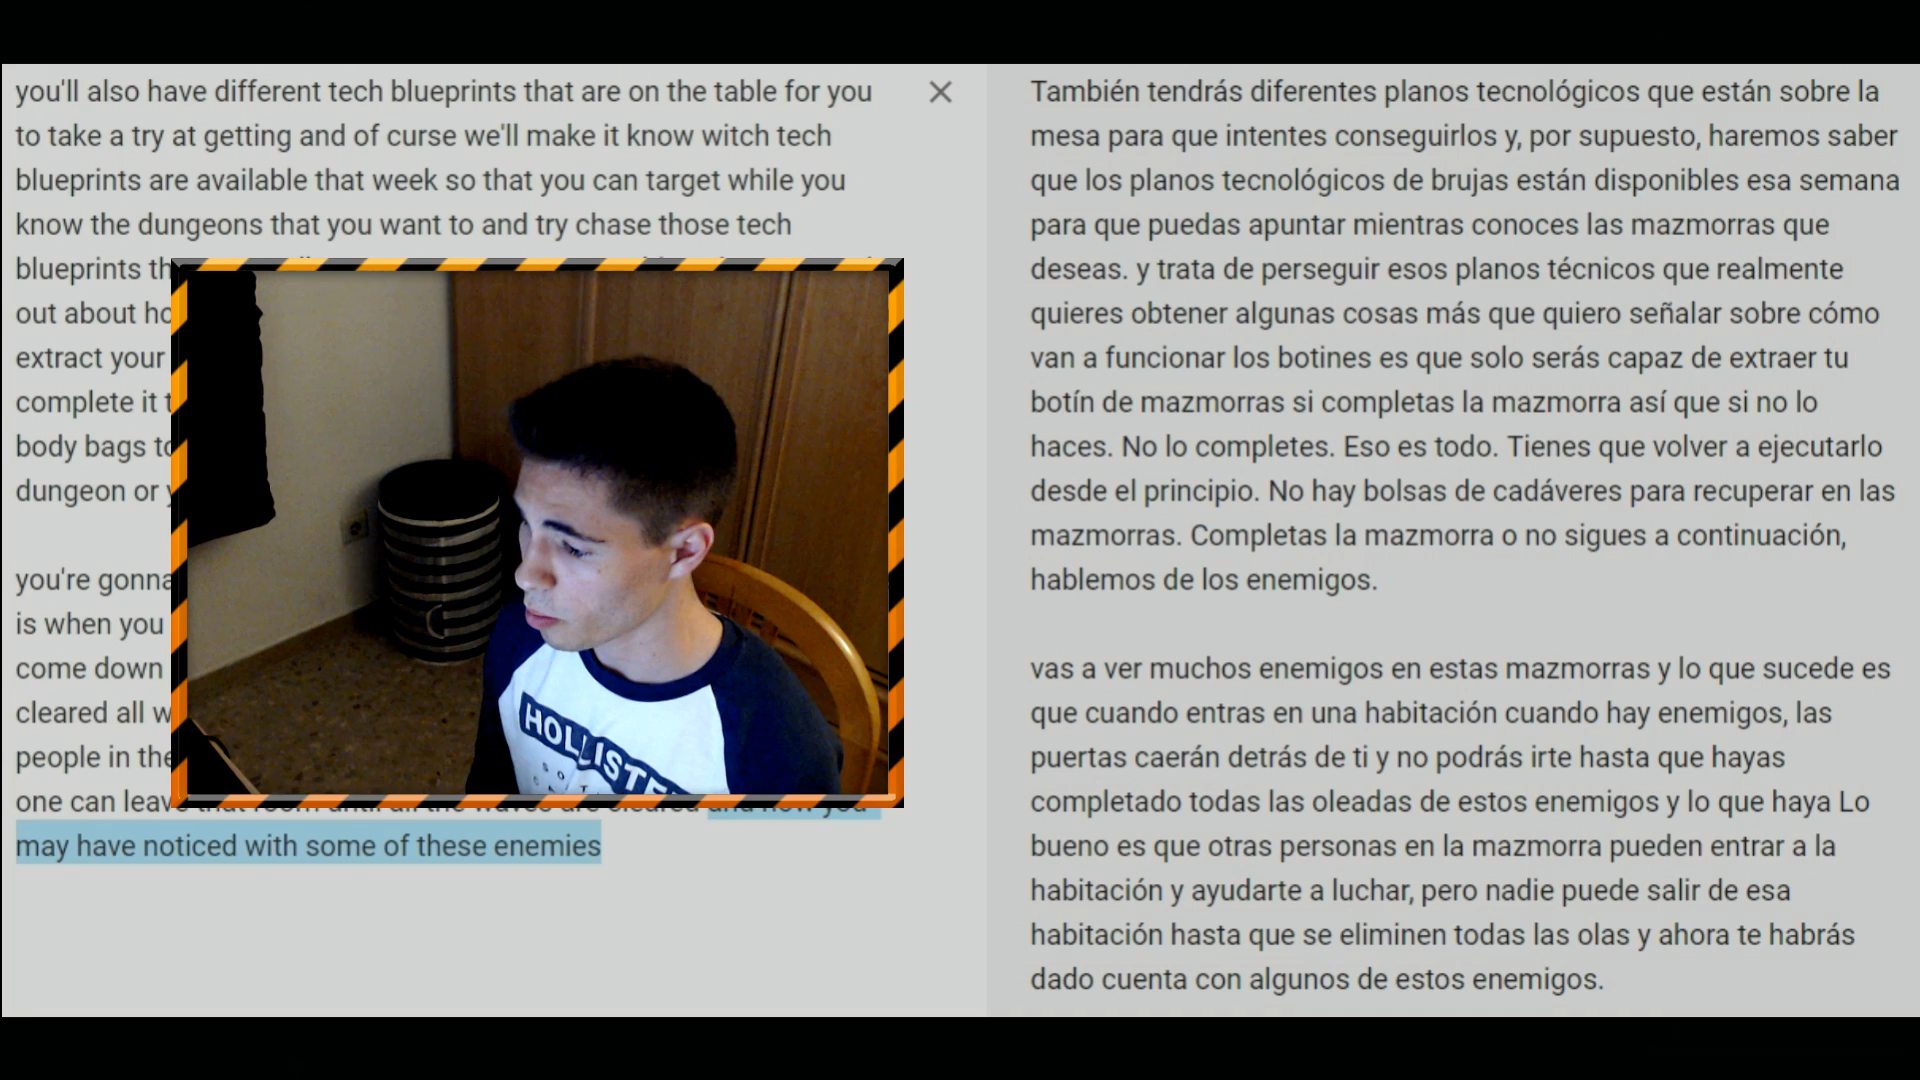 you'll also have different tech blueprints that are on the table for you
to take a try at getting and of curse we'll make it know witch tech
blueprints are available that week so that you can target while you
know the dungeons that you want to and try chase those tech
blueprints
out about
extract your
complete it
body bags
dungeon or
you're gonna
is when you
come down
cleared all
people in the
one can leave that room until all the waves are cleared and now you
may have noticed with some of these enemies
También tendrás diferentes planos tecnológicos que están sobre la
mesa para que intentes conseguirlos y, por supuesto, haremos saber
que los planos tecnológicos de brujas están disponibles esa semana
para que puedas apuntar mientras conoces las mazmorras que
deseas. y trata de perseguir esos planos técnicos que realmente
quieres obtener algunas cosas más que quiero señalar sobre cómo
van a funcionar los botines es que solo serás capaz de extraer tu
botín de mazmorras si completas la mazmorra así que si no lo
haces. No lo completes. Eso es todo. Tienes que volver a ejecutarlo
desde el principio. No hay bolsas de cadáveres para recuperar en las
mazmorras. Completas la mazmorra o no sigues a continuación,
hablemos de los enemigos.
vas a ver muchos enemigos en estas mazmorras y lo que sucede es
que cuando entras en una habitación cuando hay enemigos, las
puertas caerán detrás de ti y no podrás irte hasta que hayas
completado todas las oleadas de estos enemigos y lo que haya Lo
bueno es que otras personas en la mazmorra pueden entrar a la
habitación y ayudarte a luchar, pero nadie puede salir de esa
habitación hasta que se eliminen todas las olas y ahora te habrás
dado cuenta con algunos de estos enemigos.
HOLLISTER